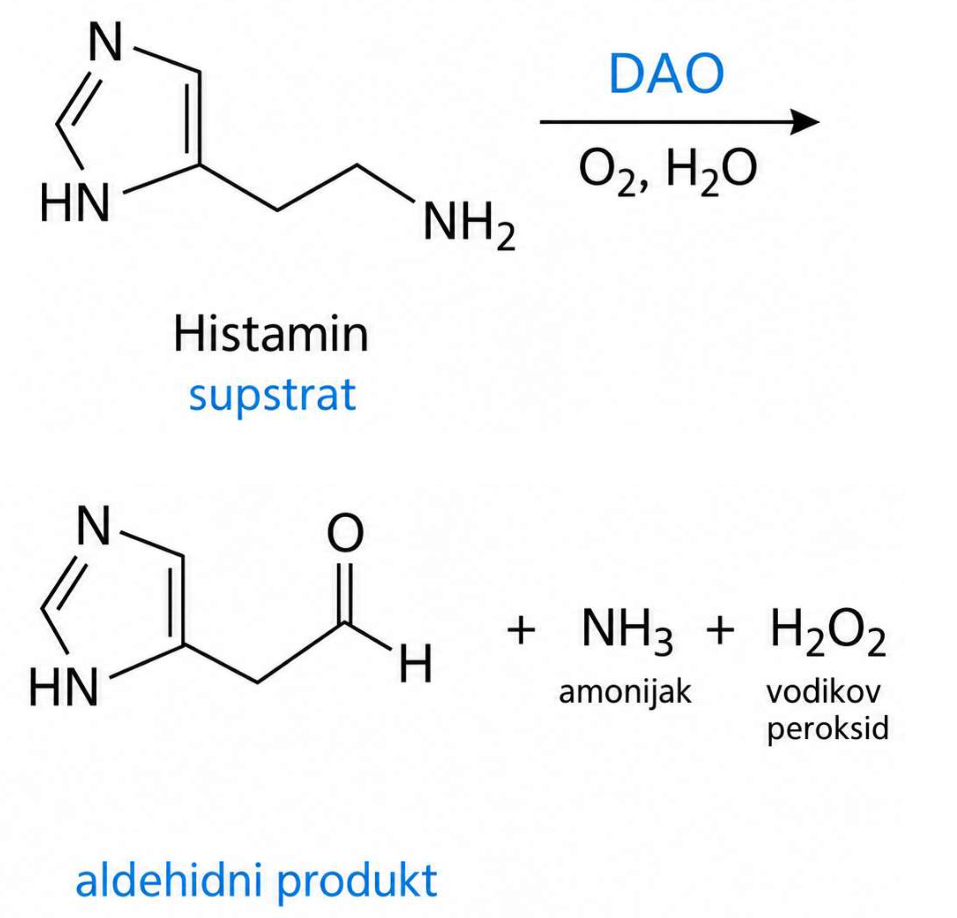 N
HN
NH₂
DAO
O₂, H₂O
Histamin
supstrat
N
HN
O
H
+ NH₃ + H₂O₂
amonijak
vodikov
peroksid
aldehidni produkt